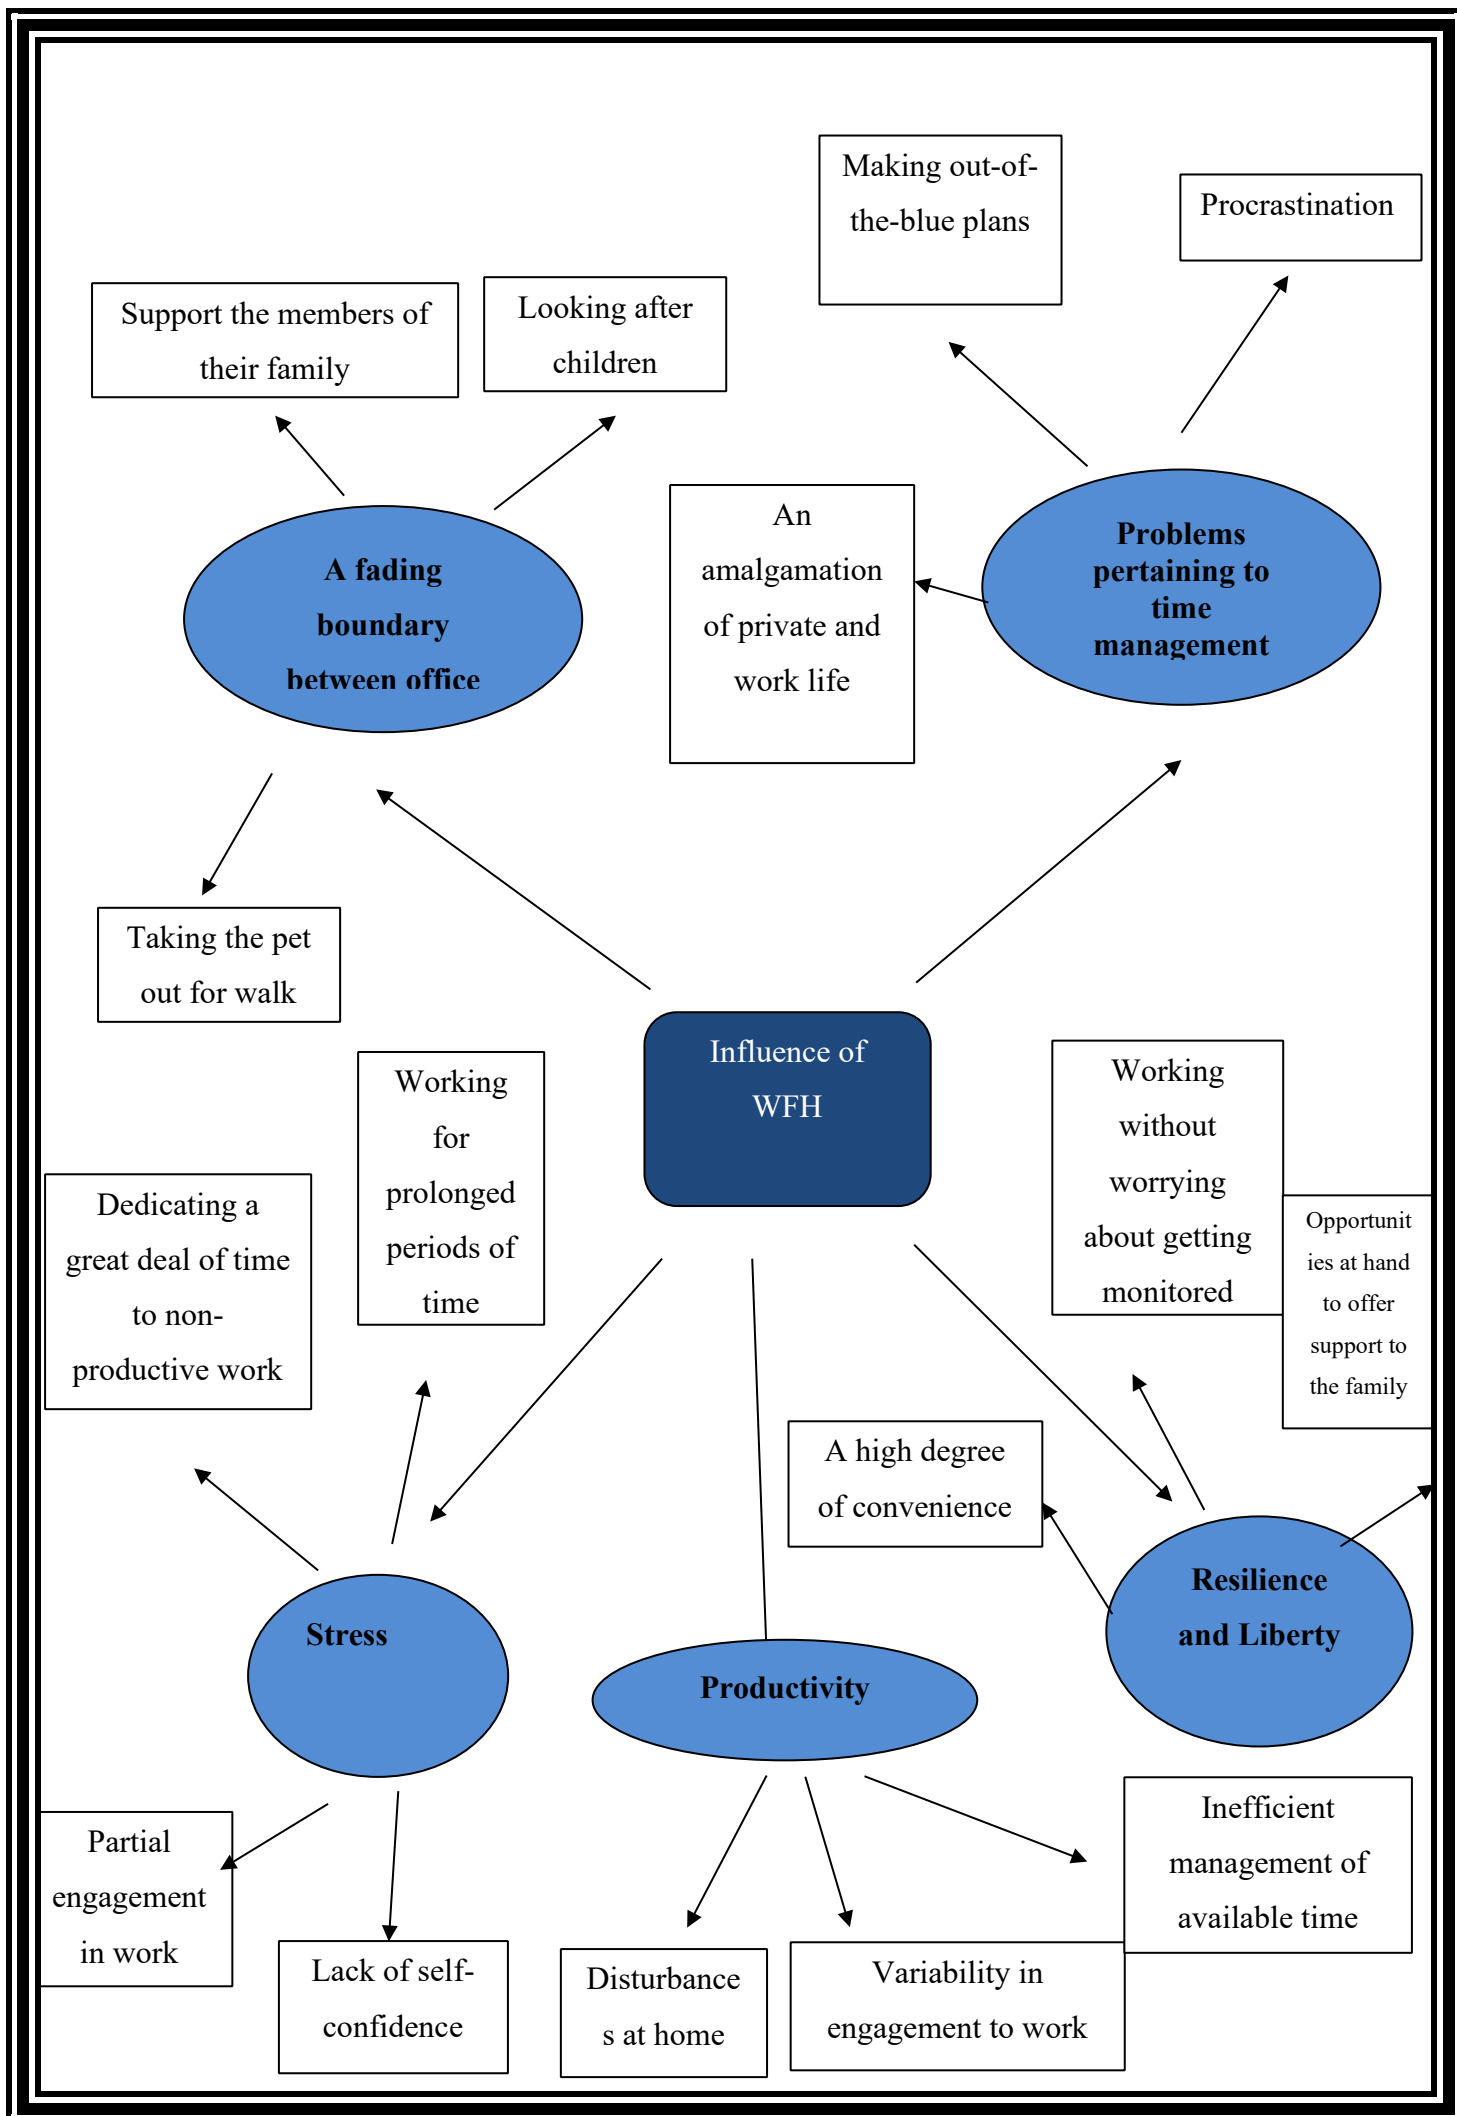 Making out-of-
the-blue plans
Procrastination
Support the members of
their family
Looking after
children
An
amalgamation
of private and
work life
Problems
pertaining to
time
management
A fading
boundary
between office
Taking the pet
out for walk
Influence of
WFH
Working
for
prolonged
periods of
time
Working
without
worrying
about getting
monitored
Dedicating a
great deal of time
to non-
productive work
Opportunit
ies at hand
to offer
support to
the family
A high degree
of convenience
Resilience
and Liberty
Stress
Productivity
Partial
engagement
in work
Lack of self-
confidence
Disturbance
s at home
Variability in
engagement to work
Inefficient
management of
available time